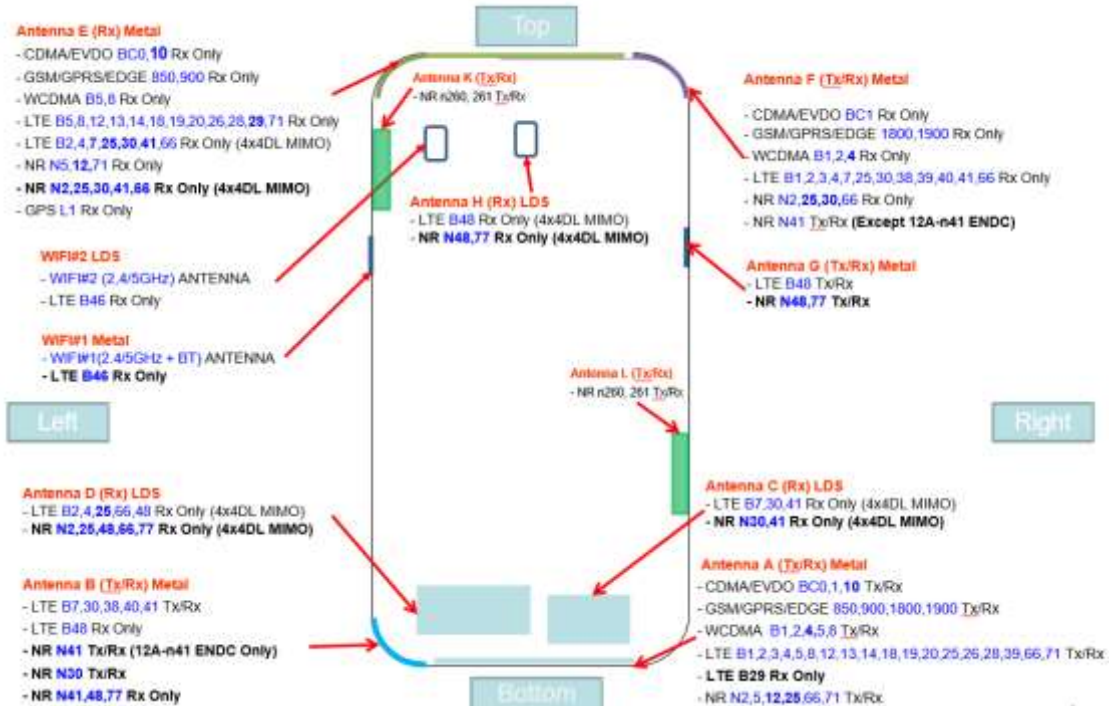 Top
Antenna E (Rx) Metal
- CDMA/EVDO BC0,10 Rx Only
- GSM/GPRS/EDGE 850,900 Rx Only
- WCDMA B5,8 Rx Only
- LTE B5,8,12,13,14,18,19,20,26,28,29,71 Rx Only
- LTE B2,4,7,25,30,41,66 Rx Only (4x4DL MIMO)
- NR N5,12,71 Rx Only
- NR N2,25,30,41,66 Rx Only (4x4DL MIMO)
- GPS L1 Rx Only
Antenna K (Tx/Rx)
- NR n260, 261 Tx/Rx
Antenna F (Tx/Rx) Metal
- CDMA/EVDO BC1 Rx Only
- GSM/GPRS/EDGE 1800,1900 Rx Only
- WCDMA B1,2,4 Rx Only
- LTE B1,2,3,4,7,25,30,38,39,40,41,66 Rx Only
- NR N2,25,30,66 Rx Only
- NR N41 Tx/Rx (Except 12A-n41 ENDC)
Antenna H (Rx) LDS
- LTE B48 Rx Only (4x4DL MIMO)
- NR N48,77 Rx Only (4x4DL MIMO)
WIFI#2 LDS
- WIFI#2 (2,4/5GHz) ANTENNA
- LTE B46 Rx Only
Antenna G (Tx/Rx) Metal
- LTE B48 Tx/Rx
- NR N48,77 Tx/Rx
WIFI#1 Metal
- WIFI#1(2.4/5GHz + BT) ANTENNA
- LTE B46 Rx Only
Antenna L (Tx/Rx)
- NR n260, 261 Tx/Rx
Left
Right
Antenna D (Rx) LDS
- LTE B2,4,25,66,48 Rx Only (4x4DL MIMO)
- NR N2,25,48,66,77 Rx Only (4x4DL MIMO)
Antenna C (Rx) LDS
- LTE B7,30,41 Rx Only (4x4DL MIMO)
- NR N30,41 Rx Only (4x4DL MIMO)
Antenna B (Tx/Rx) Metal
- LTE B7,30,38,40,41 Tx/Rx
- LTE B48 Rx Only
- NR N41 Tx/Rx (12A-n41 ENDC Only)
- NR N30 Tx/Rx
- NR N41,48,77 Rx Only
Antenna A (Tx/Rx) Metal
- CDMA/EVDO BC0,1,10 Tx/Rx
- GSM/GPRS/EDGE 850,900,1800,1900 Tx/Rx
- WCDMA B1,2,4,5,8 Tx/Rx
- LTE B1,2,3,4,5,8,12,13,14,18,19,20,25,26,28,39,66,71 Tx/Rx
- LTE B29 Rx Only
- NR N2,5,12,25,66,71 Tx/Rx
Bottom